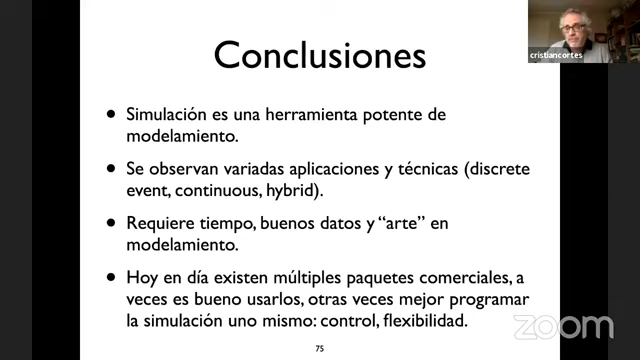 Conclusiones
cristiancortes
• Simulación es una herramienta potente de
modelamiento.
• Se observan variadas aplicaciones y técnicas (discrete
event, continuous, hybrid).
• Requiere tiempo, buenos datos y “arte” en
modelamiento.
• Hoy en día existen múltiples paquetes comerciales, a
veces es bueno usarlos, otras veces mejor programar
la simulación uno mismo: control, flexibilidad.
zoom
75